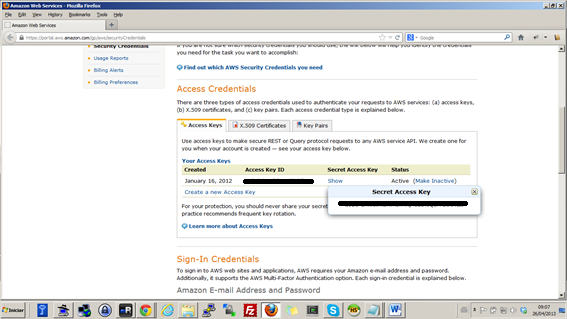 Amazon Web Services - Mozilla Firefox
File Edit View History Bookmarks Tools Help
Amazon Web Services
https://portal.aws.amazon.com/gp/aws/securityCredentials
Google
Security Credentials
Usage Reports
Billing Alerts
Billing Preferences
If you are not sure which security credentials you should use, the link below will help you identify the credentials
you need for the task you want to accomplish:
Find out which AWS Security Credentials you need
Access Credentials
There are three types of access credentials used to authenticate your requests to AWS services: (a) access keys,
(b) X.509 certificates, and (c) key pairs. Each access credential type is explained below.
Access Keys X.509 Certificates Key Pairs
Use access keys to make secure REST or Query protocol requests to any AWS service API. We create one for
you when your account is created — see your access key below.
Your Access Keys
Created Access Key ID Secret Access Key Status
January 16, 2012 Show Active (Make Inactive)
Create a new Access Key
Secret Access Key
For your protection, you should never share your secret
practice recommends frequent key rotation.
Learn more about Access Keys
Sign-In Credentials
To sign in to AWS web sites and applications, AWS requires your Amazon e-mail address and password.
Additionally, it supports the AWS Multi-Factor Authentication option. Each sign-in credential is explained below.
Amazon E-mail Address and Password
Iniciar
09:07
26/04/2013